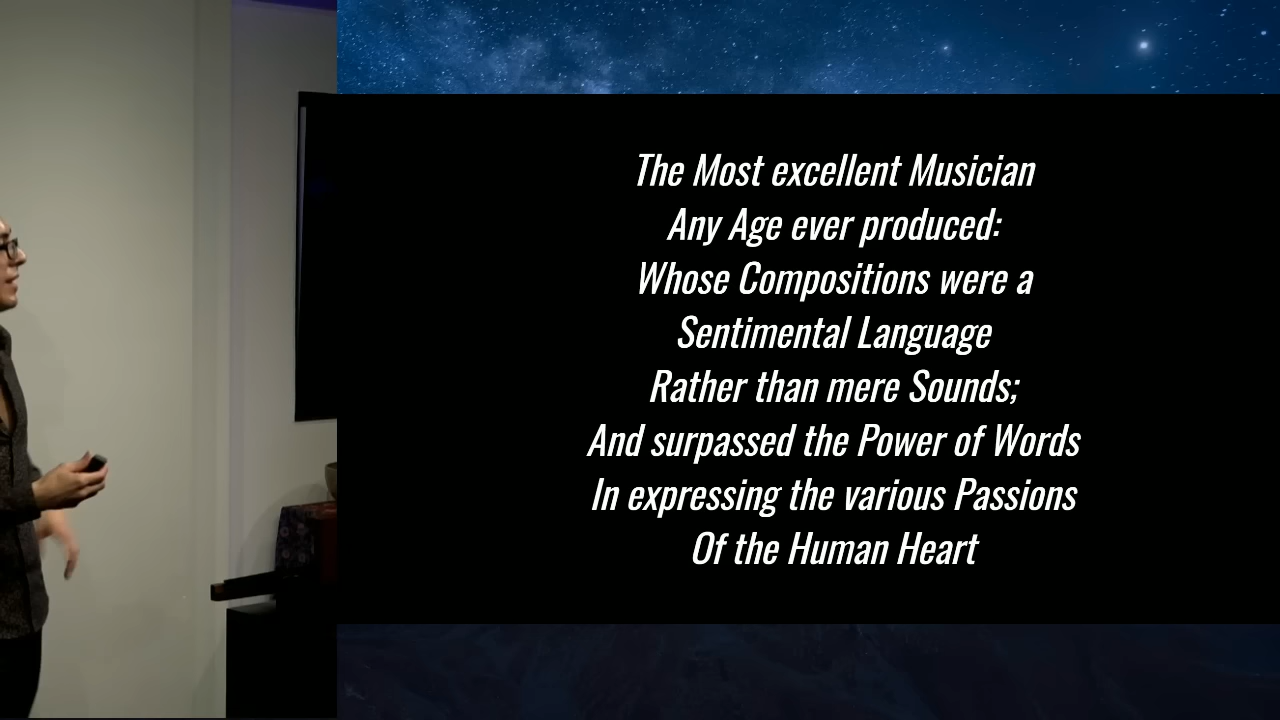 The Most excellent Musician
Any Age ever produced:
Whose Compositions were a
Sentimental Language
Rather than mere Sounds;
And surpassed the Power of Words
In expressing the various Passions
Of the Human Heart